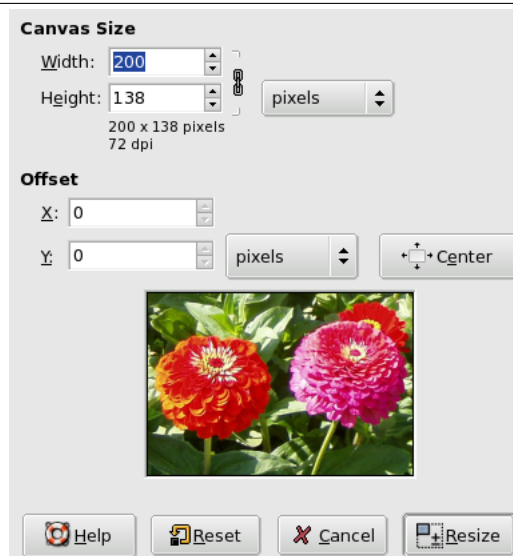 Canvas Size
Width: 200
Height: 138 pixels
200 x 138 pixels
72 dpi
Offset
X: 0
Y: 0 pixels Center
Help Reset Cancel Resize